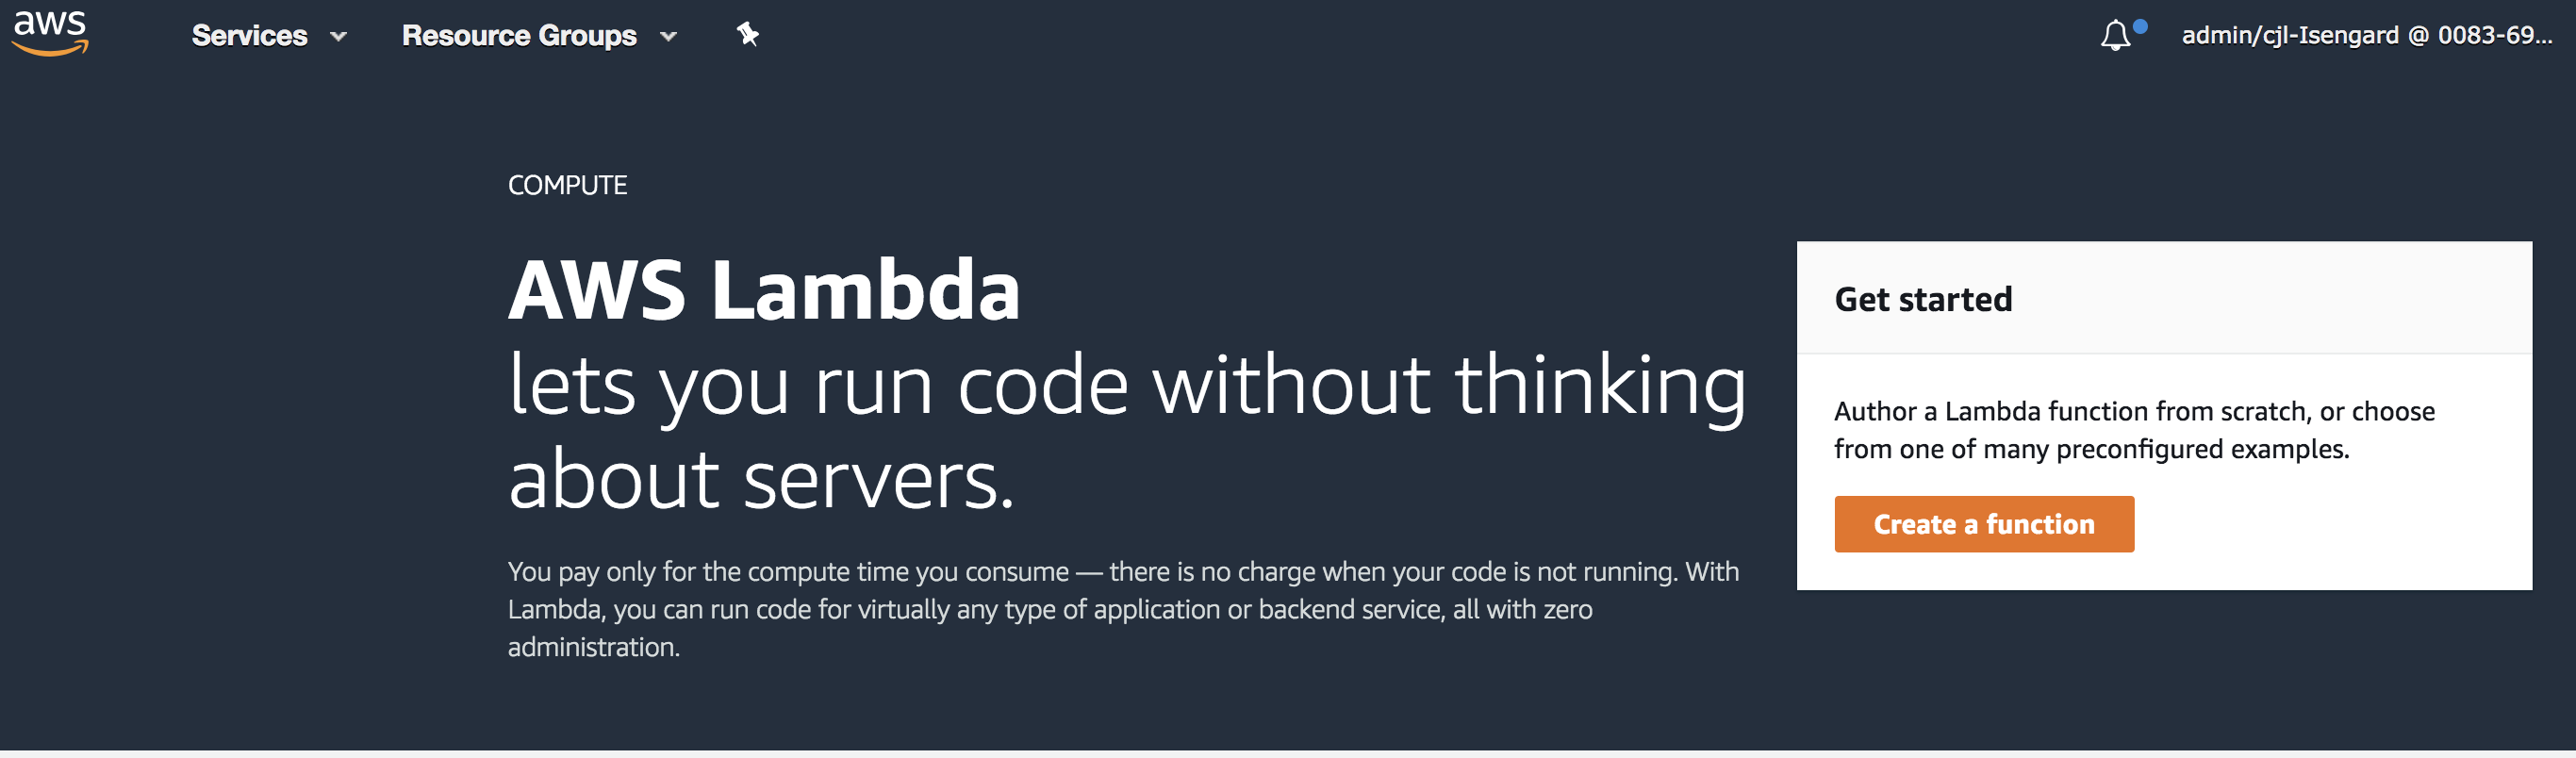 aws
Services
Resource Groups
admin/cjl-Isengard @ 0083-69...
COMPUTE
AWS Lambda
lets you run code without thinking
about servers.
You pay only for the compute time you consume — there is no charge when your code is not running. With
Lambda, you can run code for virtually any type of application or backend service, all with zero
administration.
Get started
Author a Lambda function from scratch, or choose
from one of many preconfigured examples.
Create a function